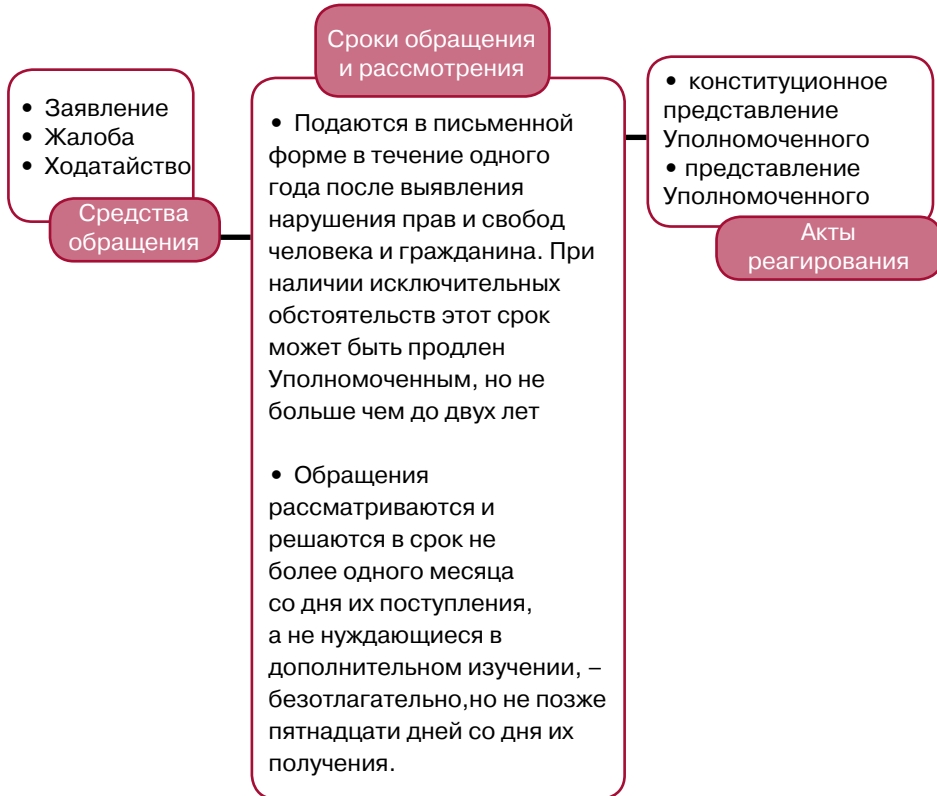 • Заявление
• Жалоба
• Ходатайство
Средства
обращения
Сроки обращения
и рассмотрения
• Подаются в письменной
форме в течение одного
года после выявления
нарушения прав и свобод
человека и гражданина. При
наличии исключительных
обстоятельств этот срок
может быть продлен
Уполномоченным, но не
больше чем до двух лет
• Обращения
рассматриваются и
решаются в срок не
более одного месяца
со дня их поступления,
а не нуждающиеся в
дополнительном изучении, –
безотлагательно,но не позже
пятнадцати дней со дня их
получения.
• конституционное
представление
Уполномоченного
• представление
Уполномоченного
Акты
реагирования